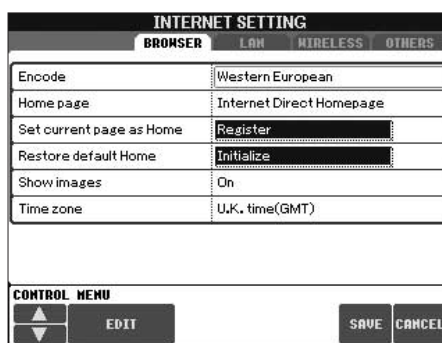 INTERNET SETTING
BROWSER LAN WIRELESS OTHERS
Encode Western European
Home page Internet Direct Homepage
Set current page as Home Register
Restore default Home Initialize
Show images On
Time zone U.K. time(GMT)
CONTROL MENU
EDIT SAVE CANCEL